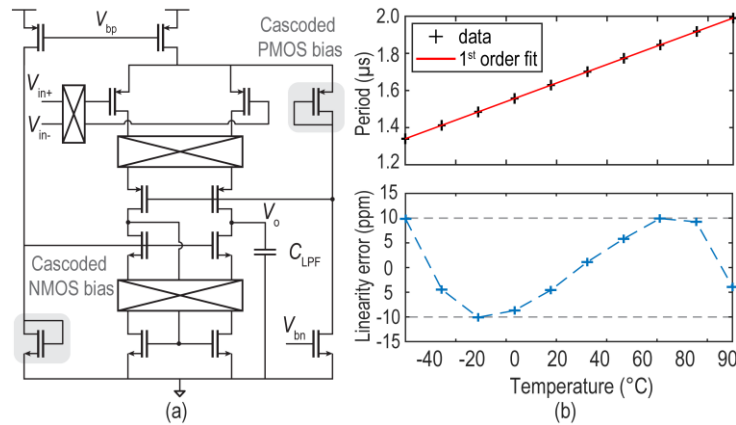 (a)
V_bp
Cascoded
PMOS bias
V_in+
V_in-
V_o
C_LPF
Cascoded
NMOS bias
V_bn
(b)
Period (µs)
2.0
1.8
1.6
1.4
1.2
data
1st order fit
Linearity error (ppm)
15
10
5
0
-5
-10
-15
-40 -20 0 20 40 60 80 90
Temperature (°C)
(a)
(b)